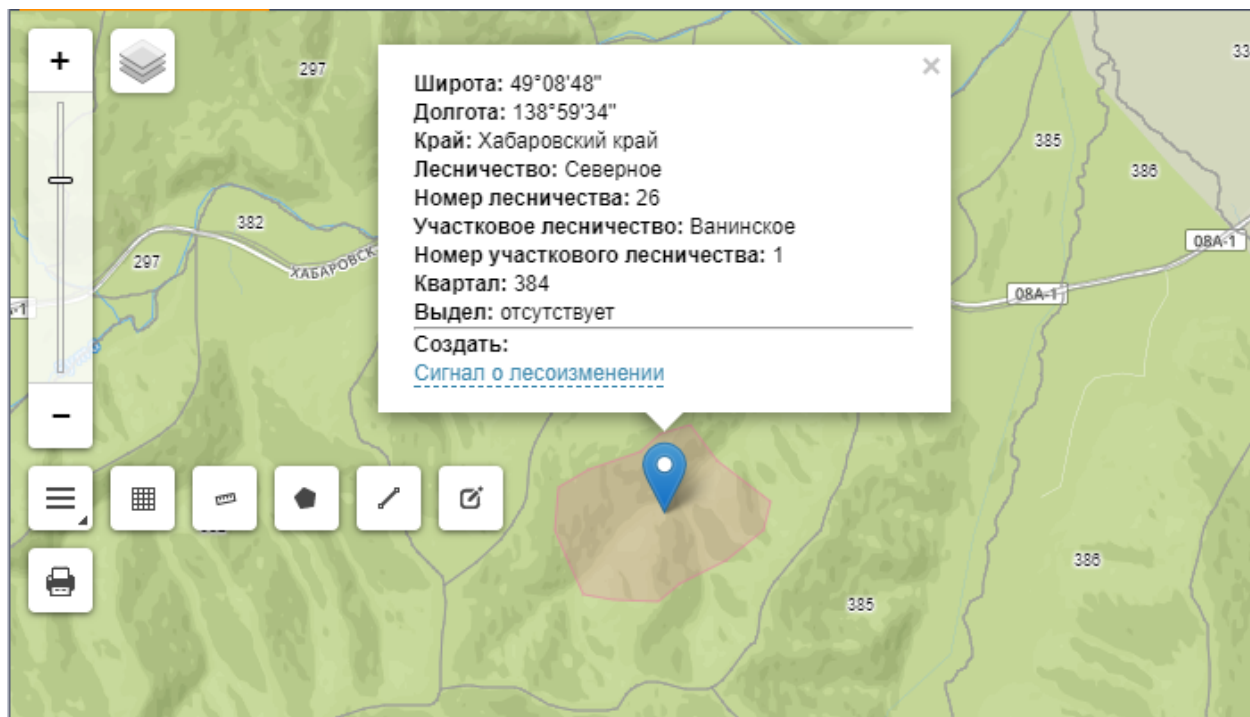 +
297
33
Широта: 49°08'48"
Долгота: 138°59'34"
Край: Хабаровский край
Лесничество: Северное
Номер лесничества: 26
Участковое лесничество: Ванинское
Номер участкового лесничества: 1
Квартал: 384
Выдел: отсутствует
Создать:
Сигнал о лесоизменении
×
385
386
382
297
ХАБАРОВСК
08А-1
08А-1
-1
−
386
385